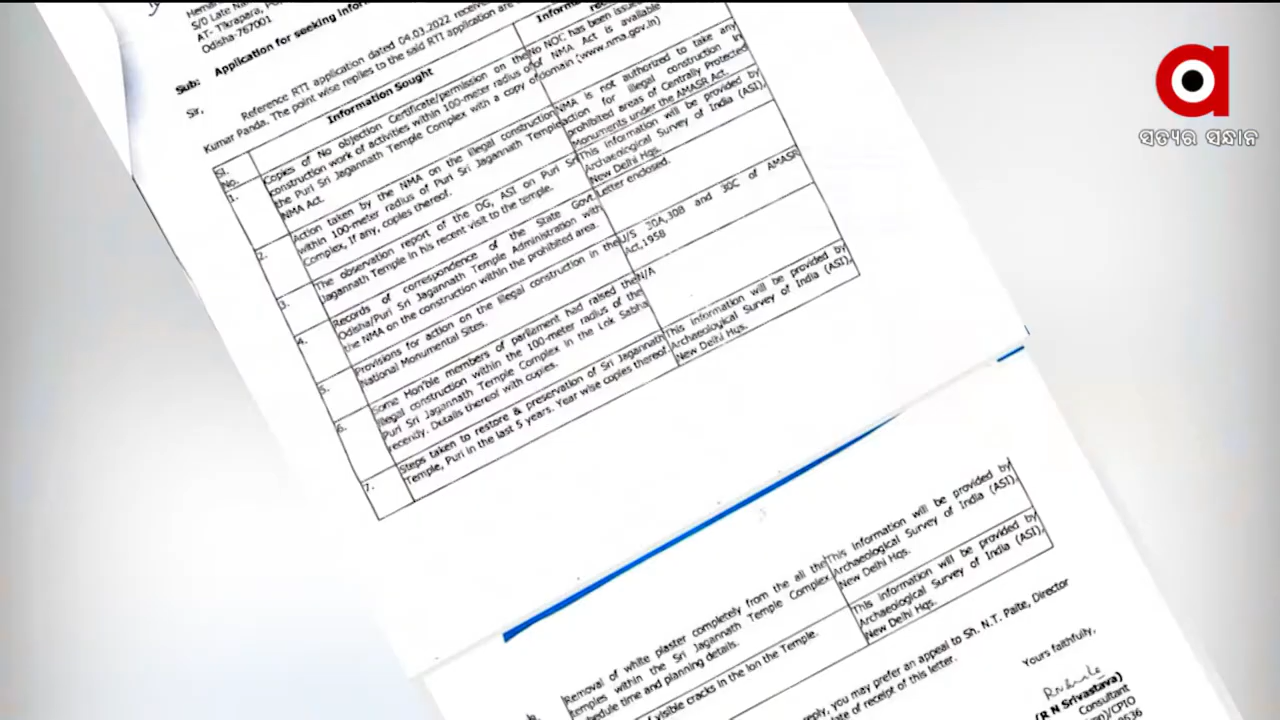 S/O Late
AT- Tikrapara,
Odisha-767001
Sub: Application for seeking
Sir,
Reference RTI application dated 04.03.2022
Kumar Panda. The point wise replies to the said RTI application are
Sl. No.
Information Sought
1.
Copies of No objection Certificate/permission on the
construction work of activities within 100-meter radius of
the Puri Sri Jagannath Temple Complex with a copy of
NMA Act.
No NOC has been
NMA Act is available
domain (www.nma.gov.in)
2.
Action taken by the NMA on the illegal construction
within 100-meter radius of Puri Sri Jagannath Temple
Complex, If any, copies thereof.
NMA is not authorized to take any
action for illegal construction in
prohibited areas of Centrally Protected
Monuments under the AMASR Act.
3.
The observation report of the DG, ASI on Puri Sri
Jagannath Temple in his recent visit to the temple.
This information will be provided by
Archaeological Survey of India (ASI),
New Delhi Hqs.
4.
Records of correspondence of the State Govt.
Odisha/Puri Sri Jagannath Temple Administration with
the NMA on the construction within the prohibited area.
Letter enclosed.
5.
Provisions for action on the illegal construction in the
National Monumental Sites.
U/S 30A,30B and 30C of AMASR
Act,1958
6.
Some Hon'ble members of parliament had raised the
illegal construction within the 100-meter radius of the
Puri Sri Jagannath Temple Complex in the Lok Sabha
recently. Details thereof with copies.
N/A
7.
Steps taken to restore & preservation of Sri Jagannath
Temple, Puri in the last 5 years. Year wise copies thereof.
This information will be provided by
Archaeological Survey of India (ASI),
New Delhi Hqs.
Removal of white plaster completely from the all the
temples within the Sri Jagannath Temple Complex
schedule time and planning details.
This information will be provided by
Archaeological Survey of India (ASI),
New Delhi Hqs.
of visible cracks in the Ion the Temple.
This information will be provided by
Archaeological Survey of India (ASI),
New Delhi Hqs.
reply, you may prefer an appeal to Sh. N.T. Paite, Director
date of receipt of this letter.
Yours faithfully,
(R N Srivastava)
Consultant
/CPIO
ସତ୍ୟର ସନ୍ଧାନ